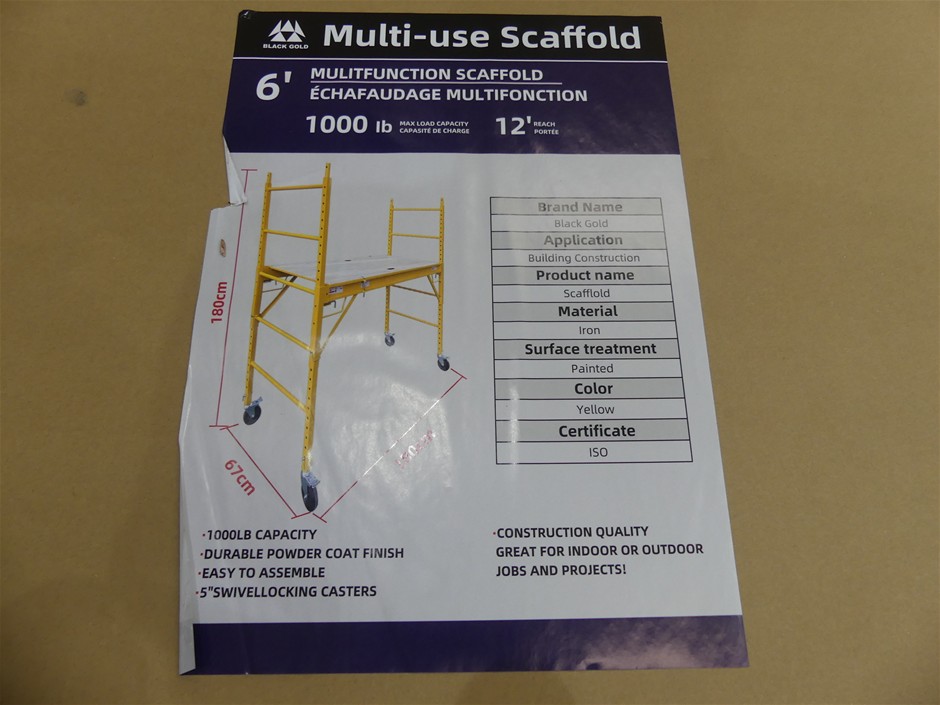 BLACK GOLD
Multi-use Scaffold
6'
MULITFUNCTION SCAFFOLD
ÉCHAFAUDAGE MULTIFONCTION
1000 lb
MAX LOAD CAPACITY
CAPASITÉ DE CHARGE
12'
REACH
PORTÉE
180cm
67cm
Brand Name
Black Gold
Application
Building Construction
Product name
Scafflold
Material
Iron
Surface treatment
Painted
Color
Yellow
Certificate
ISO
·1000LB CAPACITY
·DURABLE POWDER COAT FINISH
·EASY TO ASSEMBLE
·5"SWIVELLOCKING CASTERS
·CONSTRUCTION QUALITY
GREAT FOR INDOOR OR OUTDOOR
JOBS AND PROJECTS!